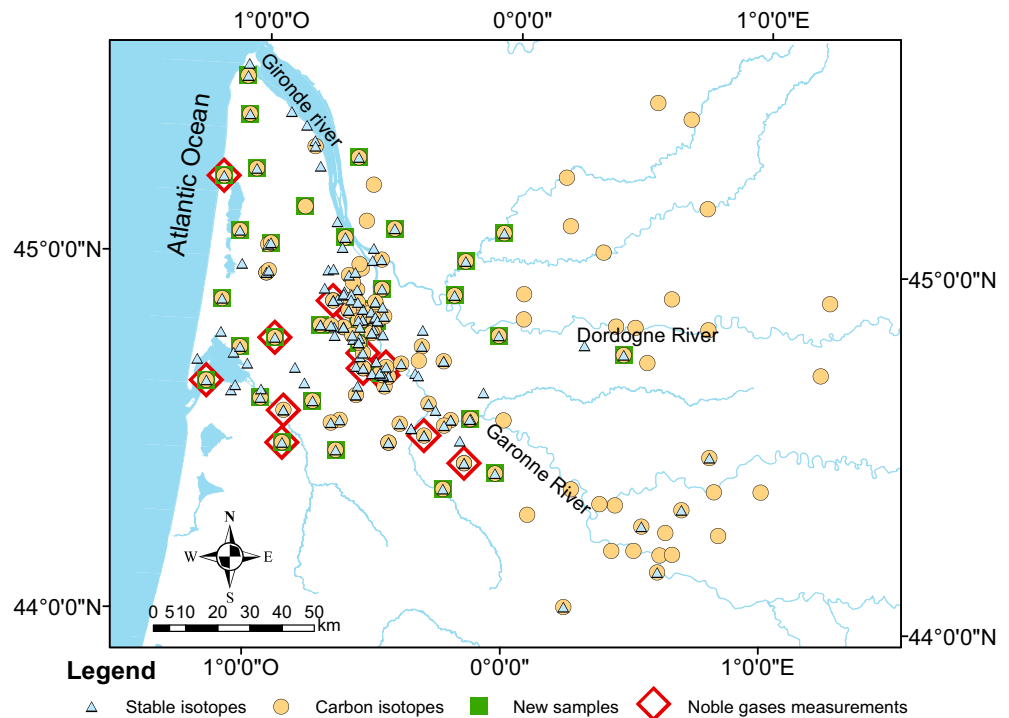 1°0'0"O
0°0'0"
1°0'0"E
Gironde river
Atlantic Ocean
45°0'0"N
45°0'0"N
Dordogne River
Garonne River
N
W
E
S
0 5 10 20 30 40 50
km
44°0'0"N
44°0'0"N
1°0'0"O
0°0'0"
1°0'0"E
Legend
Stable isotopes
Carbon isotopes
New samples
Noble gases measurements